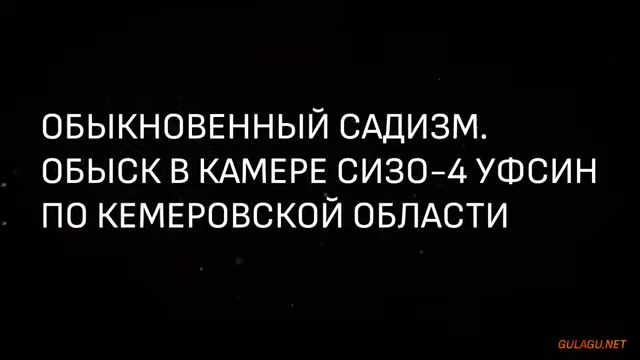 ОБЫКНОВЕННЫЙ САДИЗМ.
ОБЫСК В КАМЕРЕ СИЗО-4 УФСИН
ПО КЕМЕРОВСКОЙ ОБЛАСТИ
GULAGU.NET